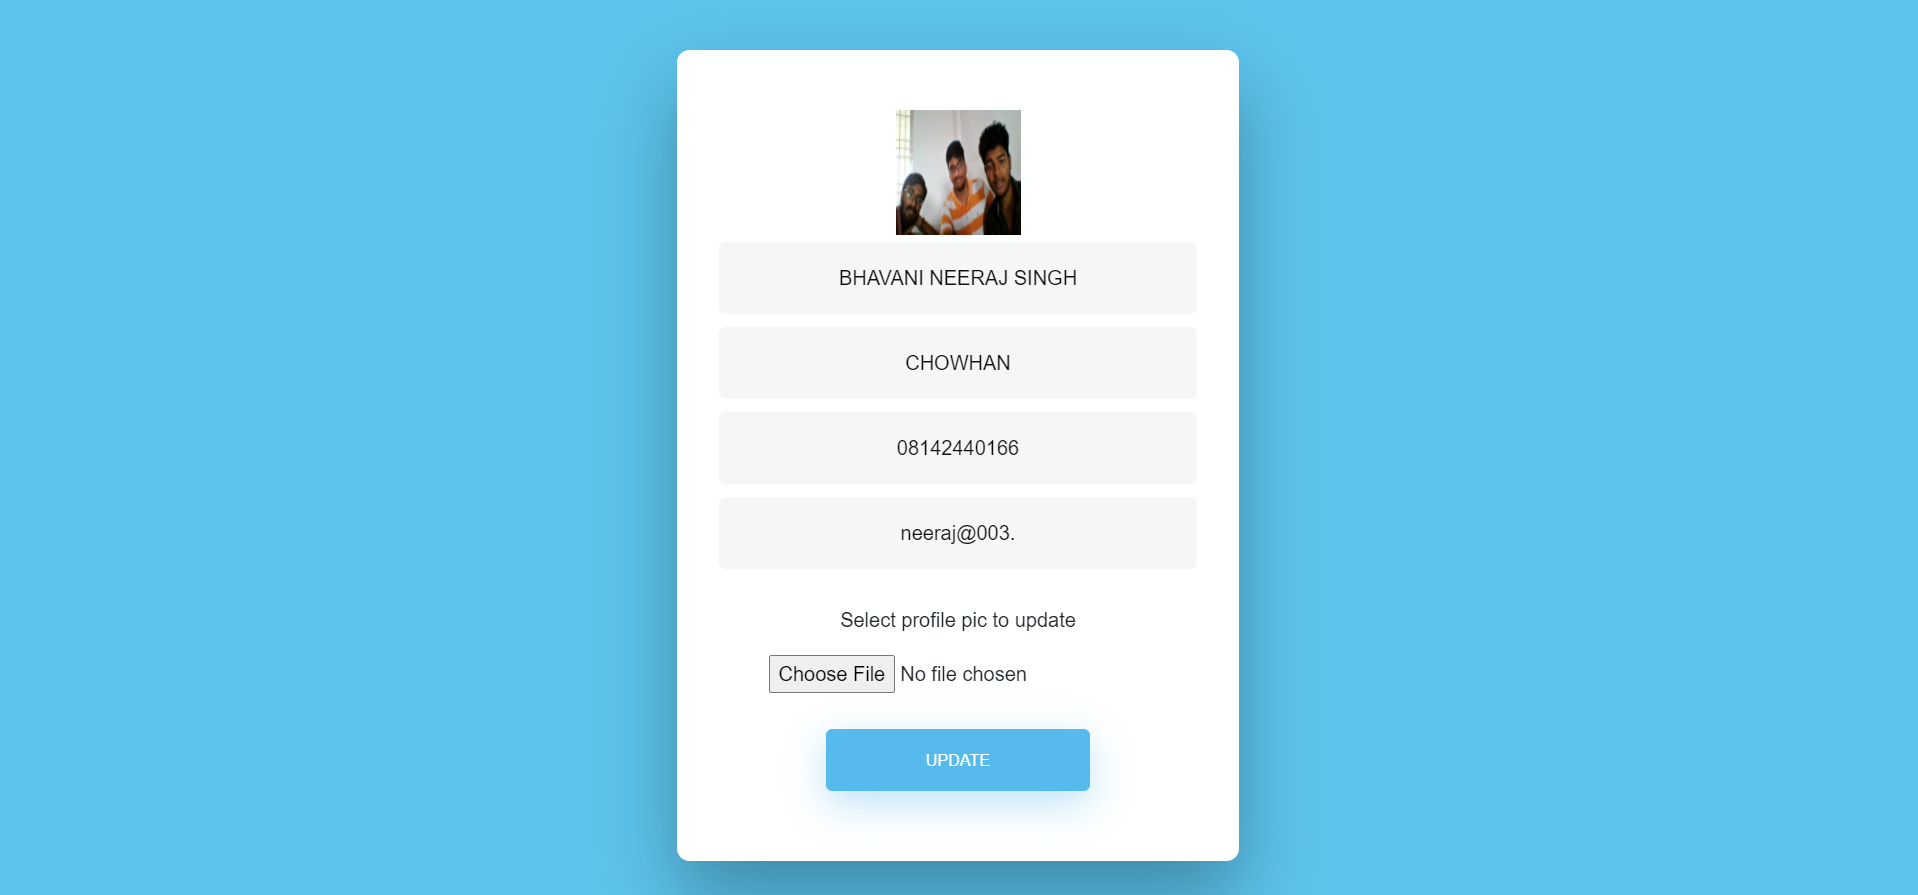 BHAVANI NEERAJ SINGH
CHOWHAN
08142440166
neeraj@003.
Select profile pic to update
Choose File No file chosen
UPDATE